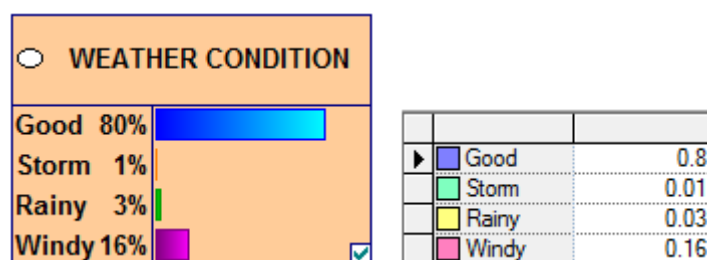 WEATHER CONDITION
Good 80%
Storm 1%
Rainy 3%
Windy 16%
Good 0.8
Storm 0.01
Rainy 0.03
Windy 0.16